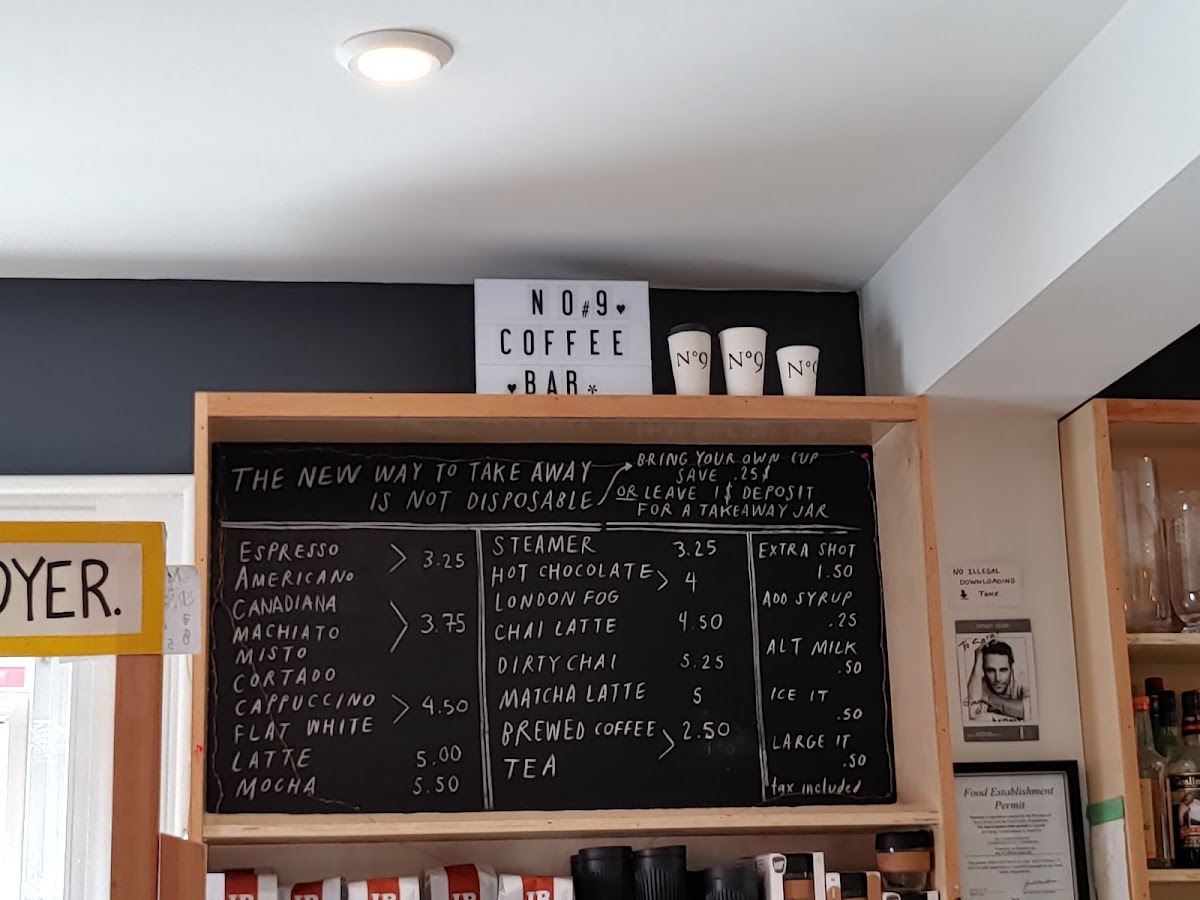 NO#9♥
COFFEE
♥BAR*
N°9
N°9
THE NEW WAY TO TAKE AWAY
IS NOT DISPOSABLE
BRING YOUR OWN CUP
SAVE .25$
OR LEAVE 1$ DEPOSIT
FOR A TAKEAWAY JAR
ESPRESSO
AMERICANO
3.25
CANADIANA
MACHIATO
3.75
MISTO
CORTADO
CAPPUCCINO
FLAT WHITE
4.50
LATTE 5.00
MOCHA 5.50
STEAMER 3.25
HOT CHOCOLATE
LONDON FOG
4
CHAI LATTE 4.50
DIRTY CHAI 5.25
MATCHA LATTE 5
BREWED COFFEE
TEA
2.50
EXTRA SHOT
1.50
ADD SYRUP
.25
ALT MILK
.50
ICE IT
.50
LARGE IT
.50
tax included
OYER.
NO ILLEGAL
DOWNLOADING
TANX.
To Sara!
Food Establishment
Permit